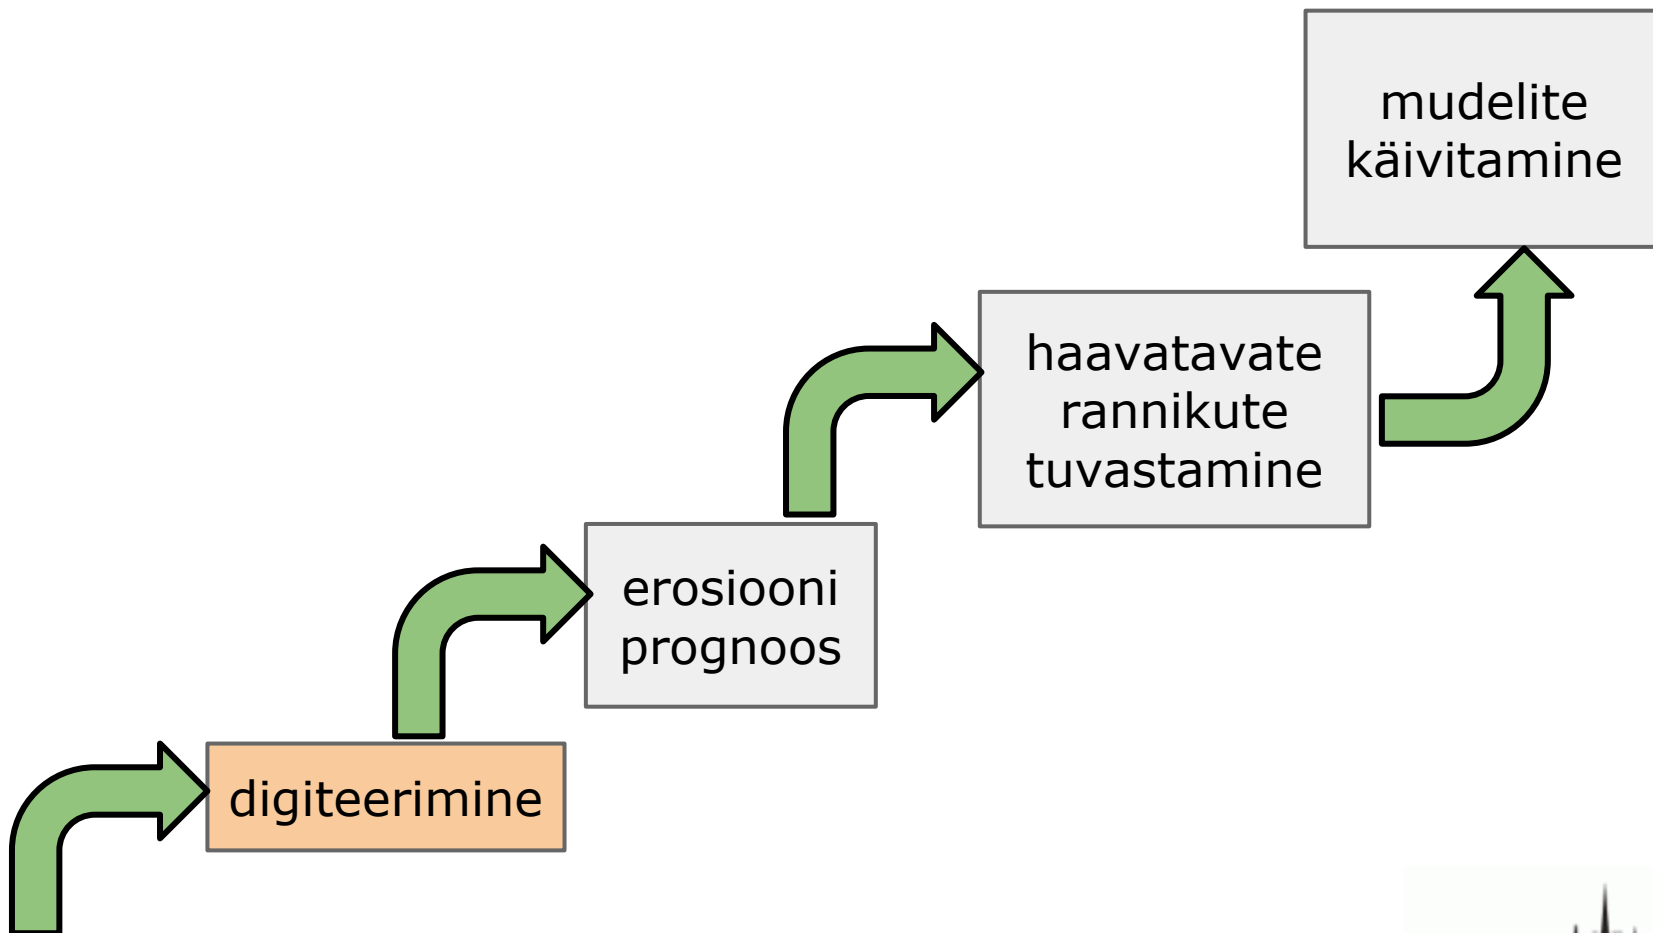 mudelite
käivitamine
haavatavate
rannikute
tuvastamine
erosiooni
prognoos
digiteerimine